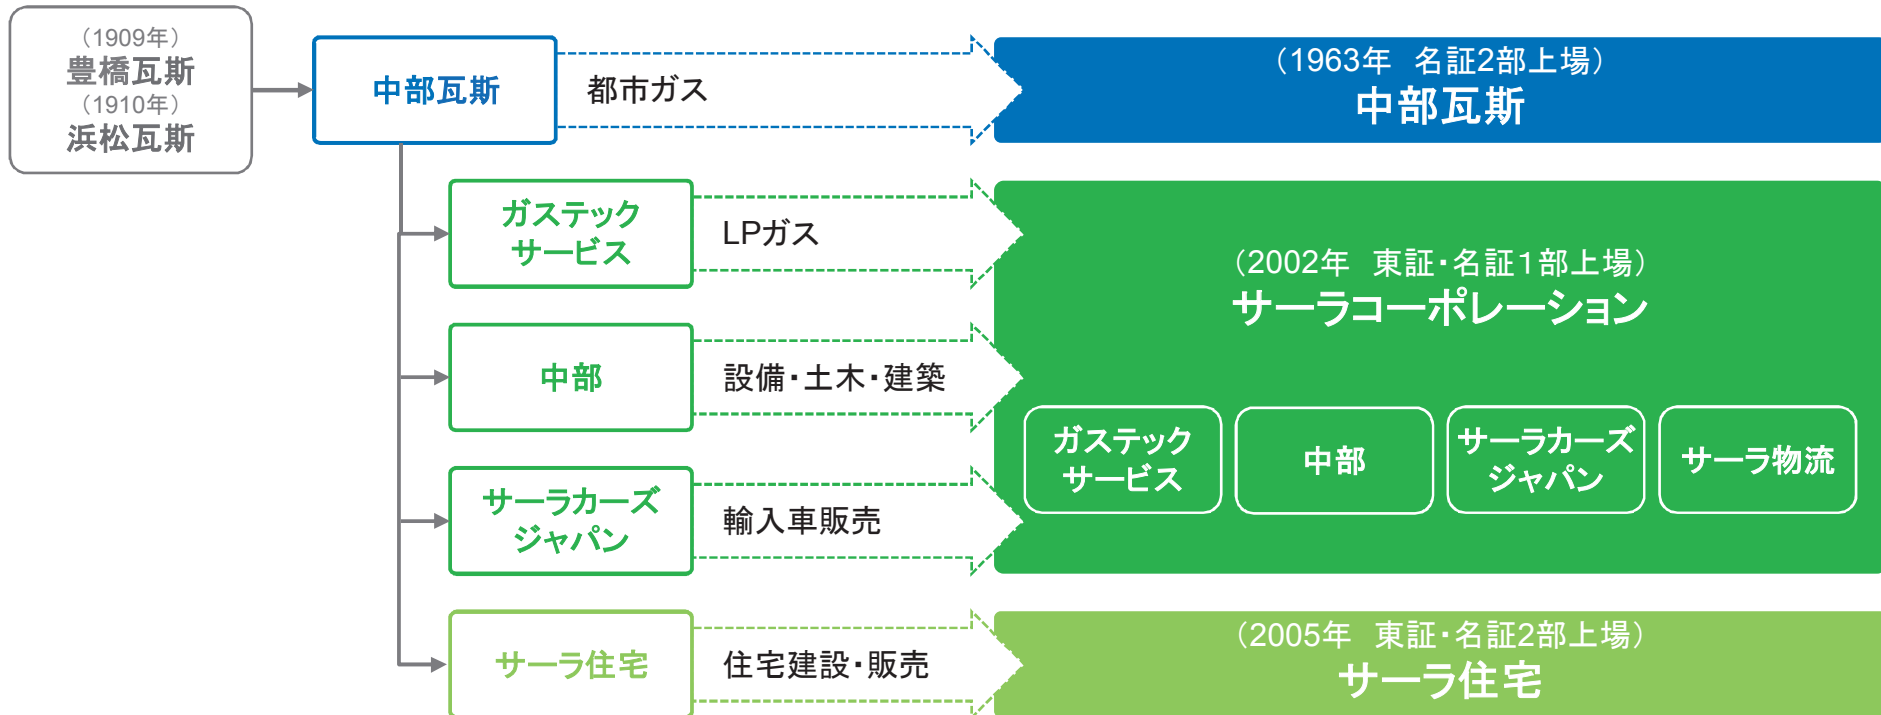 （1909年）
豊橋瓦斯
（1910年）
浜松瓦斯
中部瓦斯
都市ガス
（1963年　名証2部上場）
中部瓦斯
ガステック
サービス
LPガス
（2002年　東証・名証１部上場）
サーラコーポレーション
中部
設備・土木・建築
ガステック
サービス
中部
サーラカーズ
ジャパン
サーラ物流
サーラカーズ
ジャパン
輸入車販売
サーラ住宅
住宅建設・販売
（2005年　東証・名証2部上場）
サーラ住宅